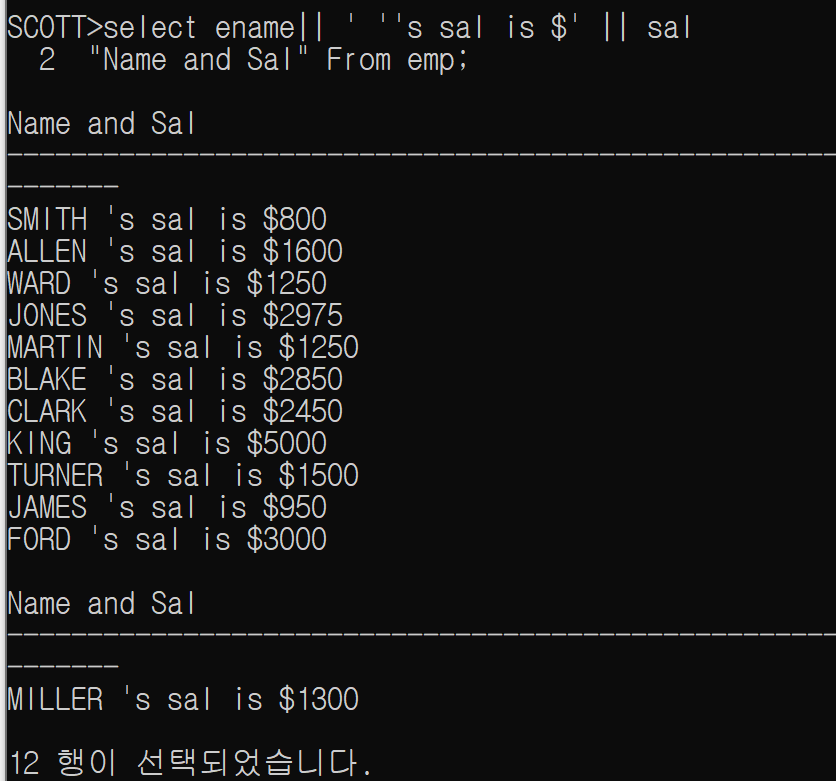 SCOTT>select ename|| ' ''s sal is $' || sal
  2  "Name and Sal" From emp;
Name and Sal
----------------------------------------------------
-------
SMITH 's sal is $800
ALLEN 's sal is $1600
WARD 's sal is $1250
JONES 's sal is $2975
MARTIN 's sal is $1250
BLAKE 's sal is $2850
CLARK 's sal is $2450
KING 's sal is $5000
TURNER 's sal is $1500
JAMES 's sal is $950
FORD 's sal is $3000
Name and Sal
----------------------------------------------------
-------
MILLER 's sal is $1300
12 행이 선택되었습니다.